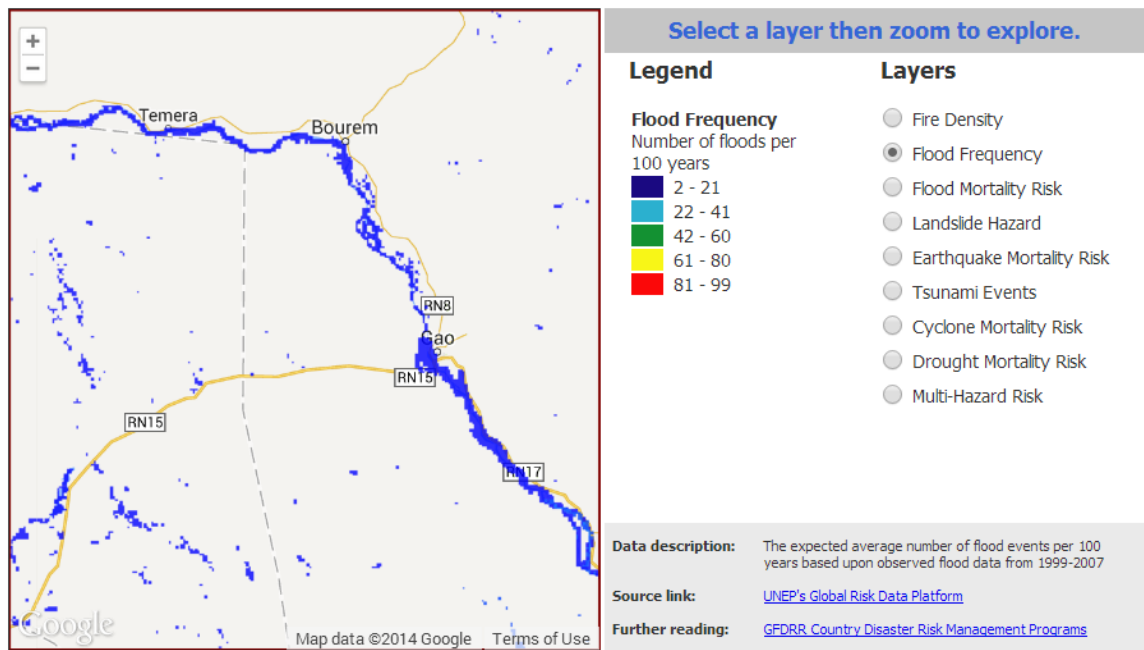 +
−
Temera
Bourem
RN8
Gao
RN15
RN15
RN17
Google
Map data ©2014 Google
Terms of Use
Select a layer then zoom to explore.
Legend
Flood Frequency
Number of floods per
100 years
2 - 21
22 - 41
42 - 60
61 - 80
81 - 99
Layers
Fire Density
Flood Frequency
Flood Mortality Risk
Landslide Hazard
Earthquake Mortality Risk
Tsunami Events
Cyclone Mortality Risk
Drought Mortality Risk
Multi-Hazard Risk
Data description: The expected average number of flood events per 100
years based upon observed flood data from 1999-2007
Source link: UNEP's Global Risk Data Platform
Further reading: GFDRR Country Disaster Risk Management Programs